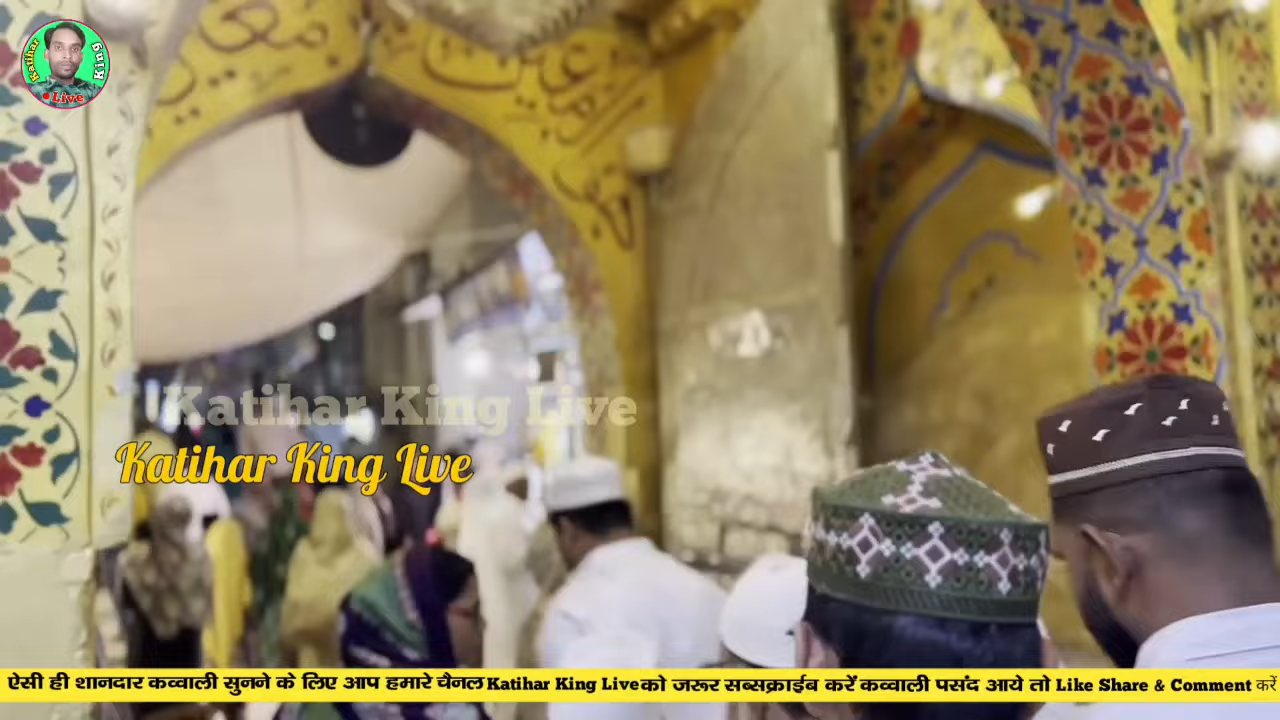 Katihar King
Live
Katihar King Live
Katihar King Live
ऐसी ही शानदार कव्वाली सुनने के लिए आप हमारे चैनल Katihar King Live को जरूर सब्सक्राईब करें कव्वाली पसंद आये तो Like Share & Comment करें